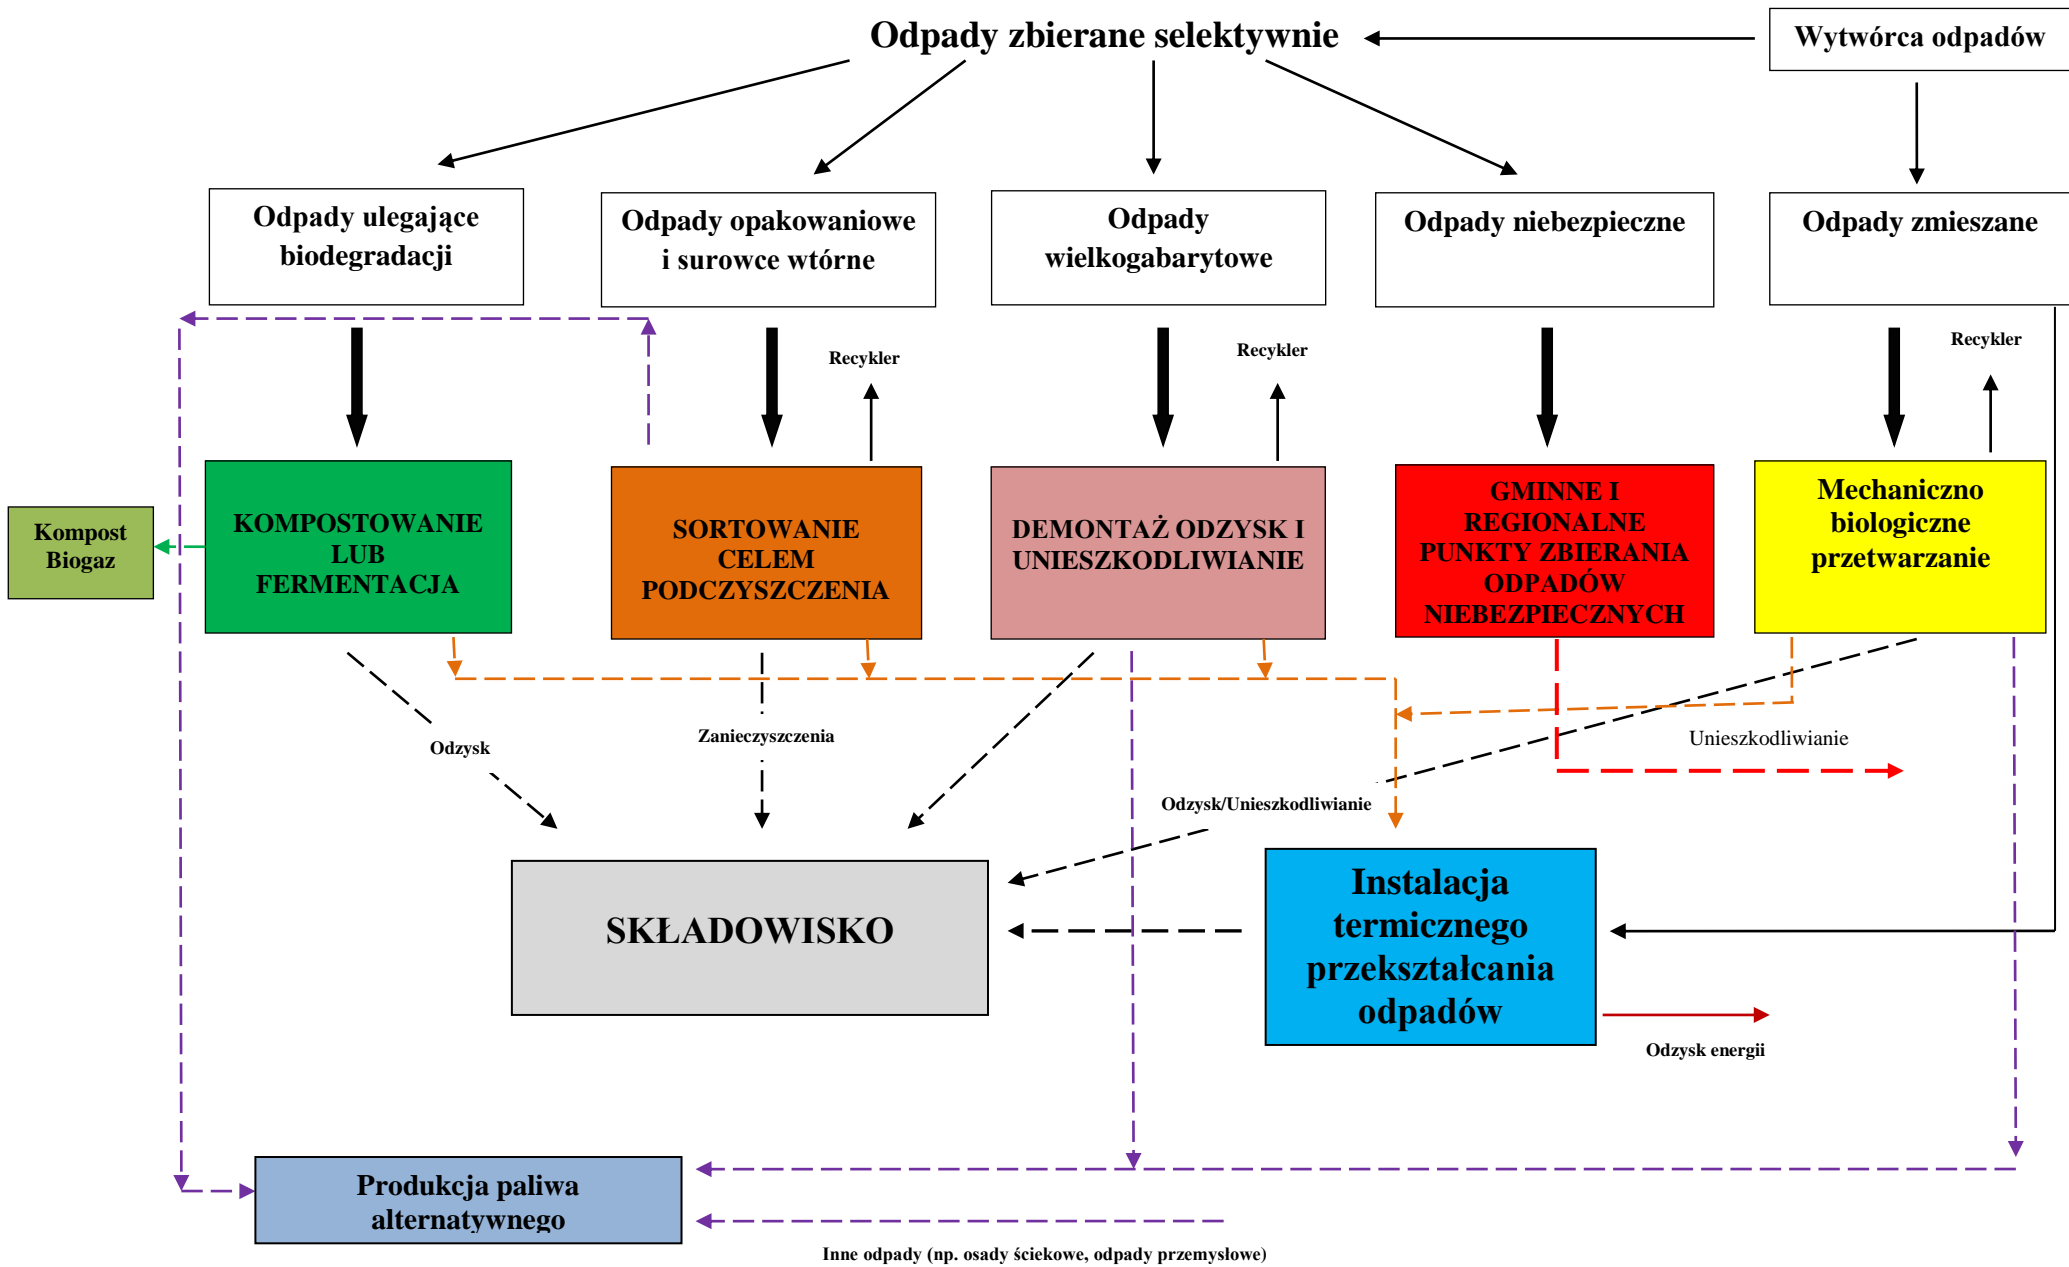 Odpady zbierane selektywnie
Wytwórca odpadów
Odpady ulegające
biodegradacji
Odpady opakowaniowe
i surowce wtórne
Odpady
wielkogabarytowe
Odpady niebezpieczne
Odpady zmieszane
Recykler
Recykler
Recykler
Kompost
Biogaz
KOMPOSTOWANIE
LUB
FERMENTACJA
SORTOWANIE
CELEM
PODCZYSZCZENIA
DEMONTAŻ ODZYSK I
UNIESZKODLIWIANIE
GMINNE I
REGIONALNE
PUNKTY ZBIERANIA
ODPADÓW
NIEBEZPIECZNYCH
Mechaniczno
biologiczne
przetwarzanie
Odzysk
Zanieczyszczenia
Unieszkodliwianie
Odzysk/Unieszkodliwianie
SKŁADOWISKO
Instalacja
termicznego
przekształcania
odpadów
Odzysk energii
Produkcja paliwa
alternatywnego
Inne odpady (np. osady ściekowe, odpady przemysłowe)